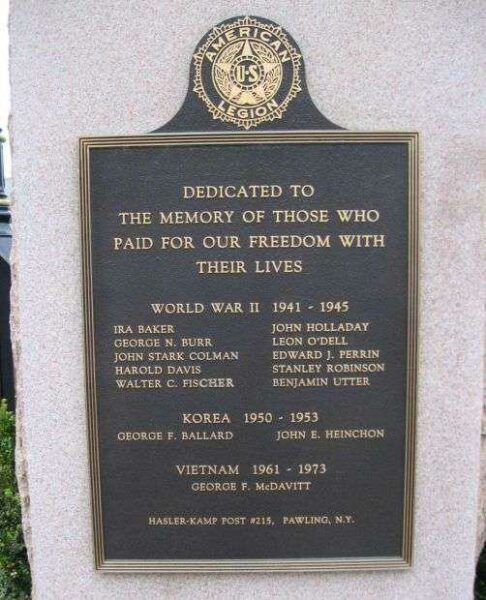 AMERICAN
U·S
LEGION
DEDICATED TO
THE MEMORY OF THOSE WHO
PAID FOR OUR FREEDOM WITH
THEIR LIVES
WORLD WAR II 1941 - 1945
IRA BAKER JOHN HOLLADAY
GEORGE N. BURR LEON O'DELL
JOHN STARK COLMAN EDWARD J. PERRIN
HAROLD DAVIS STANLEY ROBINSON
WALTER C. FISCHER BENJAMIN UTTER
KOREA 1950 - 1953
GEORGE F. BALLARD JOHN E. HEINCHON
VIETNAM 1961 - 1973
GEORGE F. McDAVITT
HASLER-KAMP POST #215, PAWLING, N.Y.